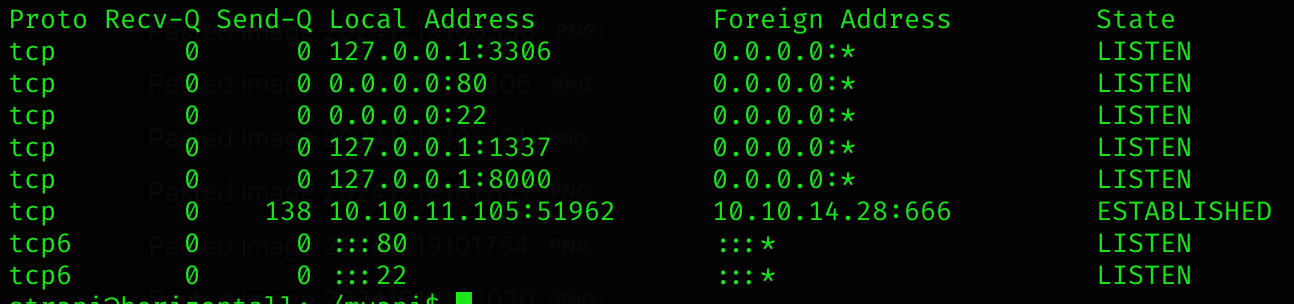 Proto Recv-Q Send-Q Local Address Foreign Address State
tcp 0 0 127.0.0.1:3306 0.0.0.0:* LISTEN
tcp 0 0 0.0.0.0:80 0.0.0.0:* LISTEN
tcp 0 0 0.0.0.0:22 0.0.0.0:* LISTEN
tcp 0 0 127.0.0.1:1337 0.0.0.0:* LISTEN
tcp 0 0 127.0.0.1:8000 0.0.0.0:* LISTEN
tcp 0 138 10.10.11.105:51962 10.10.14.28:666 ESTABLISHED
tcp6 0 0 :::80 :::* LISTEN
tcp6 0 0 :::22 :::* LISTEN
strapi@horizontall:~/myapi$